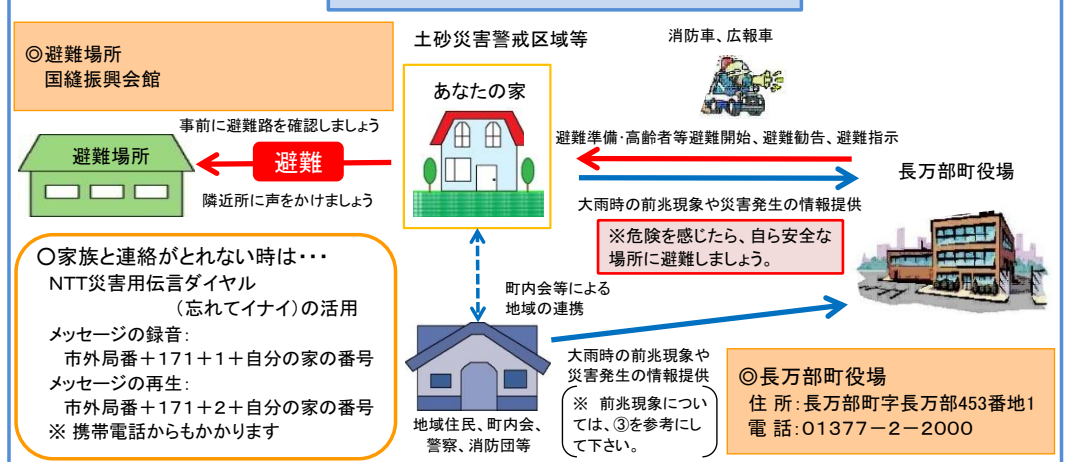 ◎避難場所
国縫振興会館
土砂災害警戒区域等
消防車、広報車
あなたの家
事前に避難路を確認しましょう
避難場所
避難
隣近所に声をかけましょう
避難準備・高齢者等避難開始、避難勧告、避難指示
長万部町役場
大雨時の前兆現象や災害発生の情報提供
※危険を感じたら、自ら安全な
場所に避難しましょう。
○家族と連絡がとれない時は・・・
NTT災害用伝言ダイヤル
(忘れてイナイ)の活用
メッセージの録音:
市外局番+171+1+自分の家の番号
メッセージの再生:
市外局番+171+2+自分の家の番号
※ 携帯電話からもかかります
町内会等による
地域の連携
地域住民、町内会、
警察、消防団等
大雨時の前兆現象や
災害発生の情報提供
※ 前兆現象につい
ては、③を参考にし
て下さい。
◎長万部町役場
住 所:長万部町字長万部453番地1
電 話:01377-2-2000